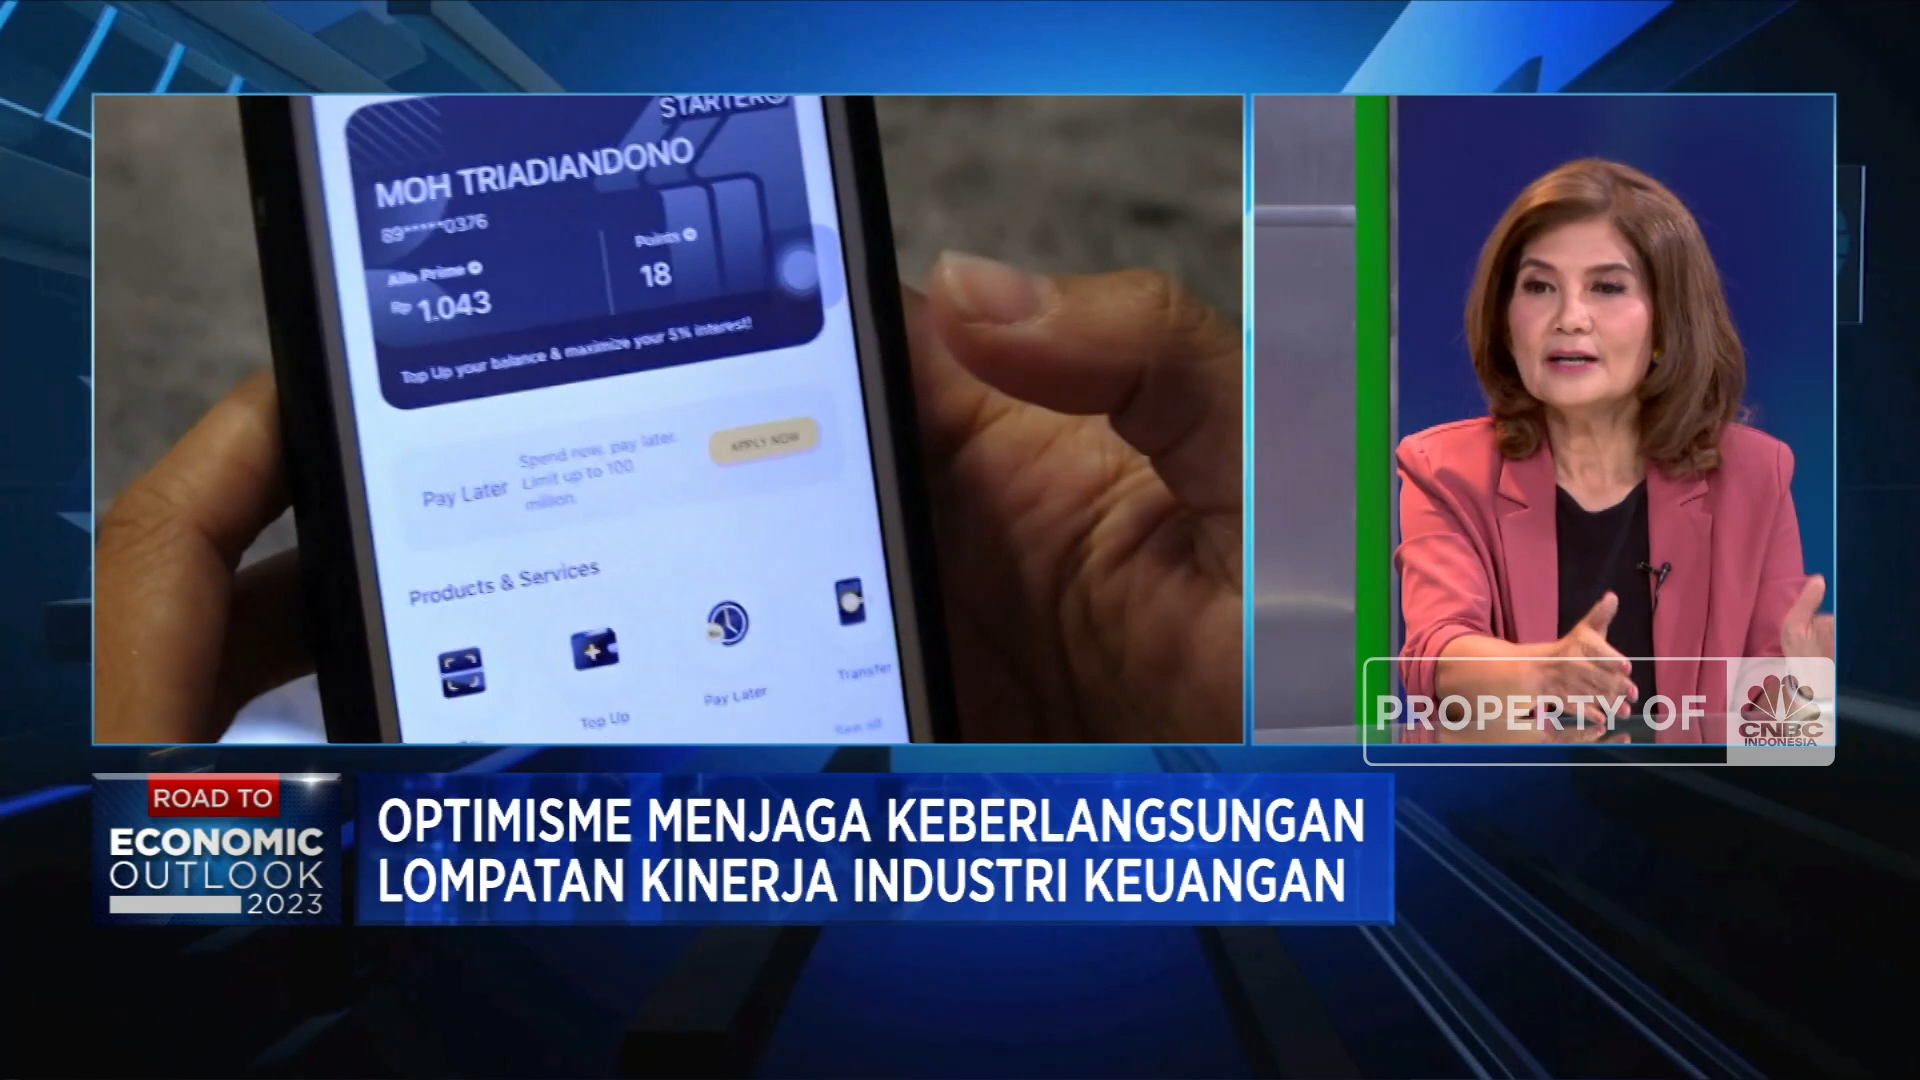 STARTER
MOH TRIADIANDONO
89*****0376
Allo Prime
Points
Rp 1.043
18
Top Up your balance & maximize your 5% interest!
Pay Later
Spend now, pay later.
Limit up to 100
million.
APPLY NOW
Products & Services
Top Up
Pay Later
Transfer
See all
PROPERTY OF
CNBC
INDONESIA
ROAD TO
ECONOMIC
OUTLOOK
2023
OPTIMISME MENJAGA KEBERLANGSUNGAN
LOMPATAN KINERJA INDUSTRI KEUANGAN